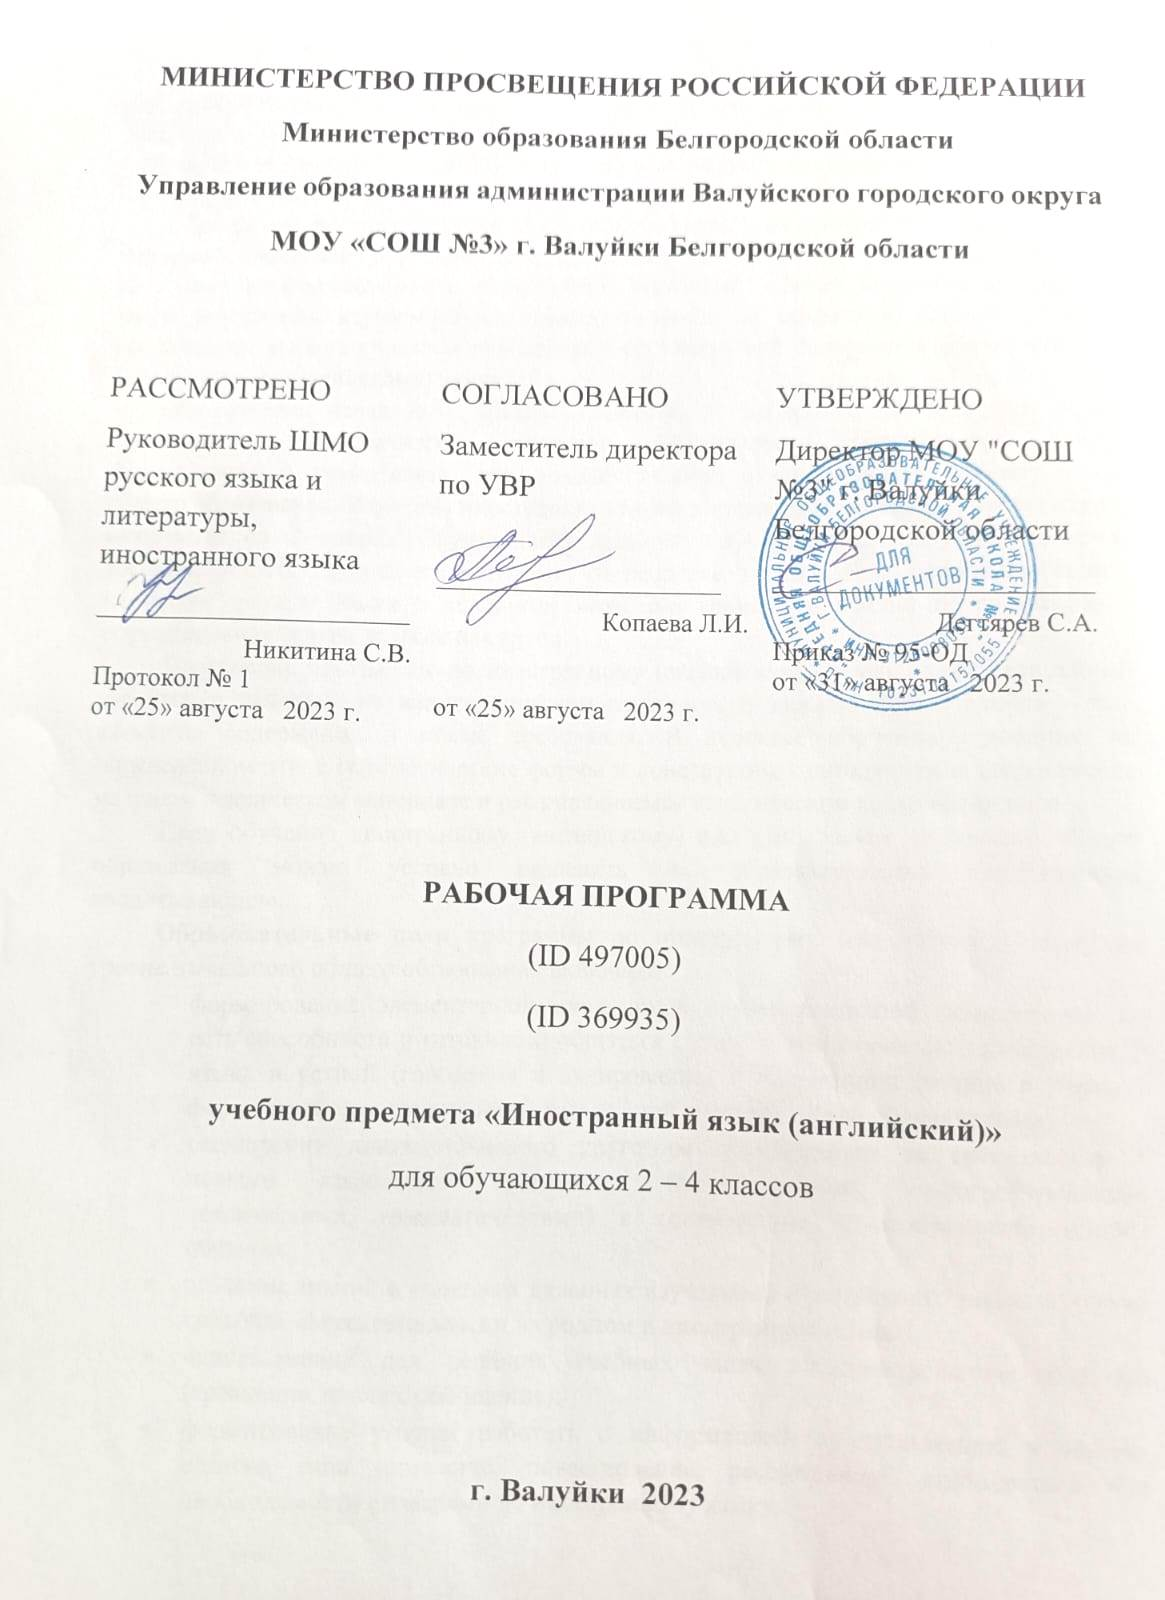 МИНИСТЕРСТВО ПРОСВЕЩЕНИЯ РОССИЙСКОЙ ФЕДЕРАЦИИ
Министерство образования Белгородской области
Управление образования администрации Валуйского городского округа
МОУ «СОШ №3» г. Валуйки Белгородской области
РАССМОТРЕНО
Руководитель ШМО
русского языка и
литературы,
иностранного языка
Никитина С.В.
Протокол № 1
от «25» августа 2023 г.
СОГЛАСОВАНО
Заместитель директора
по УВР
Копаева Л.И.
от «25» августа 2023 г.
УТВЕРЖДЕНО
Директор МОУ "СОШ
№3" г. Валуйки
Белгородской области
Дегтярев С.А.
Приказ № 95-ОД
от «31» августа 2023 г.
ДЛЯ
ДОКУМЕНТОВ
РАБОЧАЯ ПРОГРАММА
(ID 497005)
(ID 369935)
учебного предмета «Иностранный язык (английский)»
для обучающихся 2 – 4 классов
г. Валуйки 2023